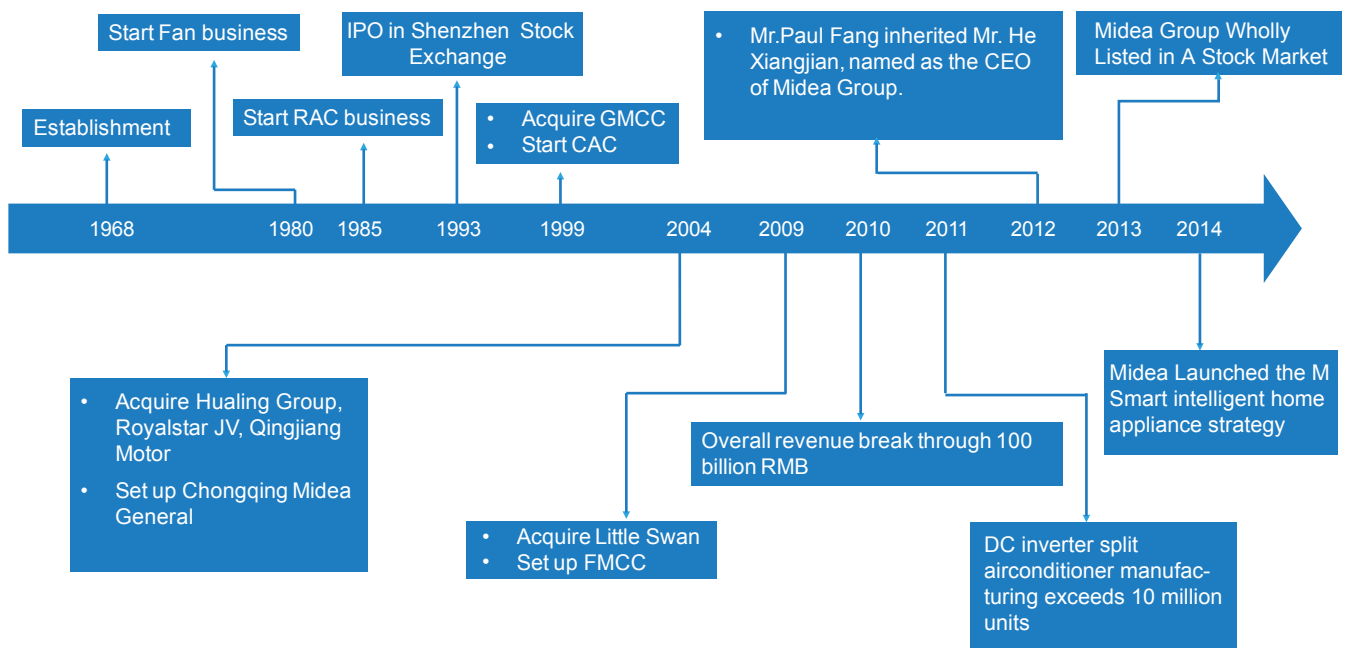 Start Fan business
IPO in Shenzhen Stock
Exchange
• Mr.Paul Fang inherited Mr. He
Xiangjian, named as the CEO
of Midea Group.
Midea Group Wholly
Listed in A Stock Market
Establishment
Start RAC business
• Acquire GMCC
• Start CAC
1968 1980 1985 1993 1999 2004 2009 2010 2011 2012 2013 2014
• Acquire Hualing Group,
Royalstar JV, Qingjiang
Motor
• Set up Chongqing Midea
General
• Acquire Little Swan
• Set up FMCC
Overall revenue break through 100
billion RMB
DC inverter split
airconditioner manufac-
turing exceeds 10 million
units
Midea Launched the M
Smart intelligent home
appliance strategy